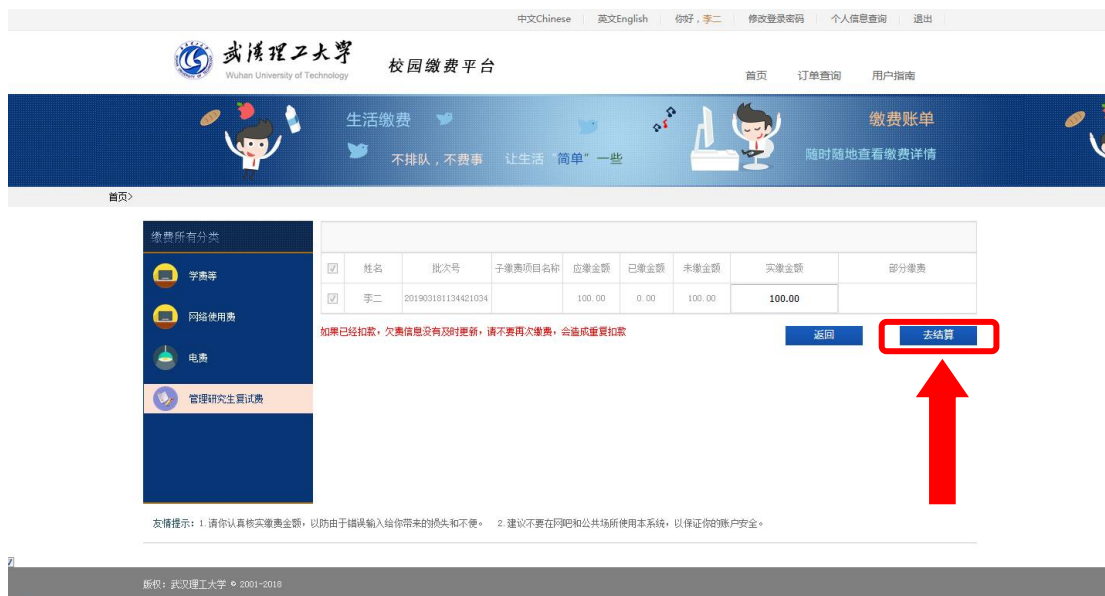 中文Chinese 英文English 你好，李二 修改登录密码 个人信息查询 退出
武汉理工大学
Wuhan University of Technology
校园缴费平台
首页 订单查询 用户指南
生活缴费
不排队，不费事 让生活“简单”一些
缴费账单
随时随地查看缴费详情
首页>
缴费所有分类
学费等
网络使用费
电费
管理研究生复试费
姓名 批次号 子缴费项目名称 应缴金额 已缴金额 未缴金额 实缴金额 部分缴费
李二 201903181134421034 100.00 0.00 100.00 100.00
如果已经扣款，欠费信息没有及时更新，请不要再次缴费，会造成重复扣款
返回 去结算
友情提示：1.请你认真核实缴费金额，以防由于错误输入给你带来的损失和不便。 2.建议不要在网吧和公共场所使用本系统，以保证你的账户安全。
版权：武汉理工大学 © 2001-2018